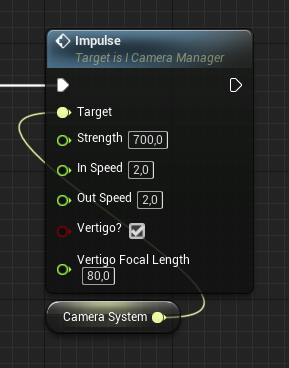 Impulse
Target is I Camera Manager
Target
Strength 700,0
In Speed 2,0
Out Speed 2,0
Vertigo?
Vertigo Focal Length
80,0
Camera System